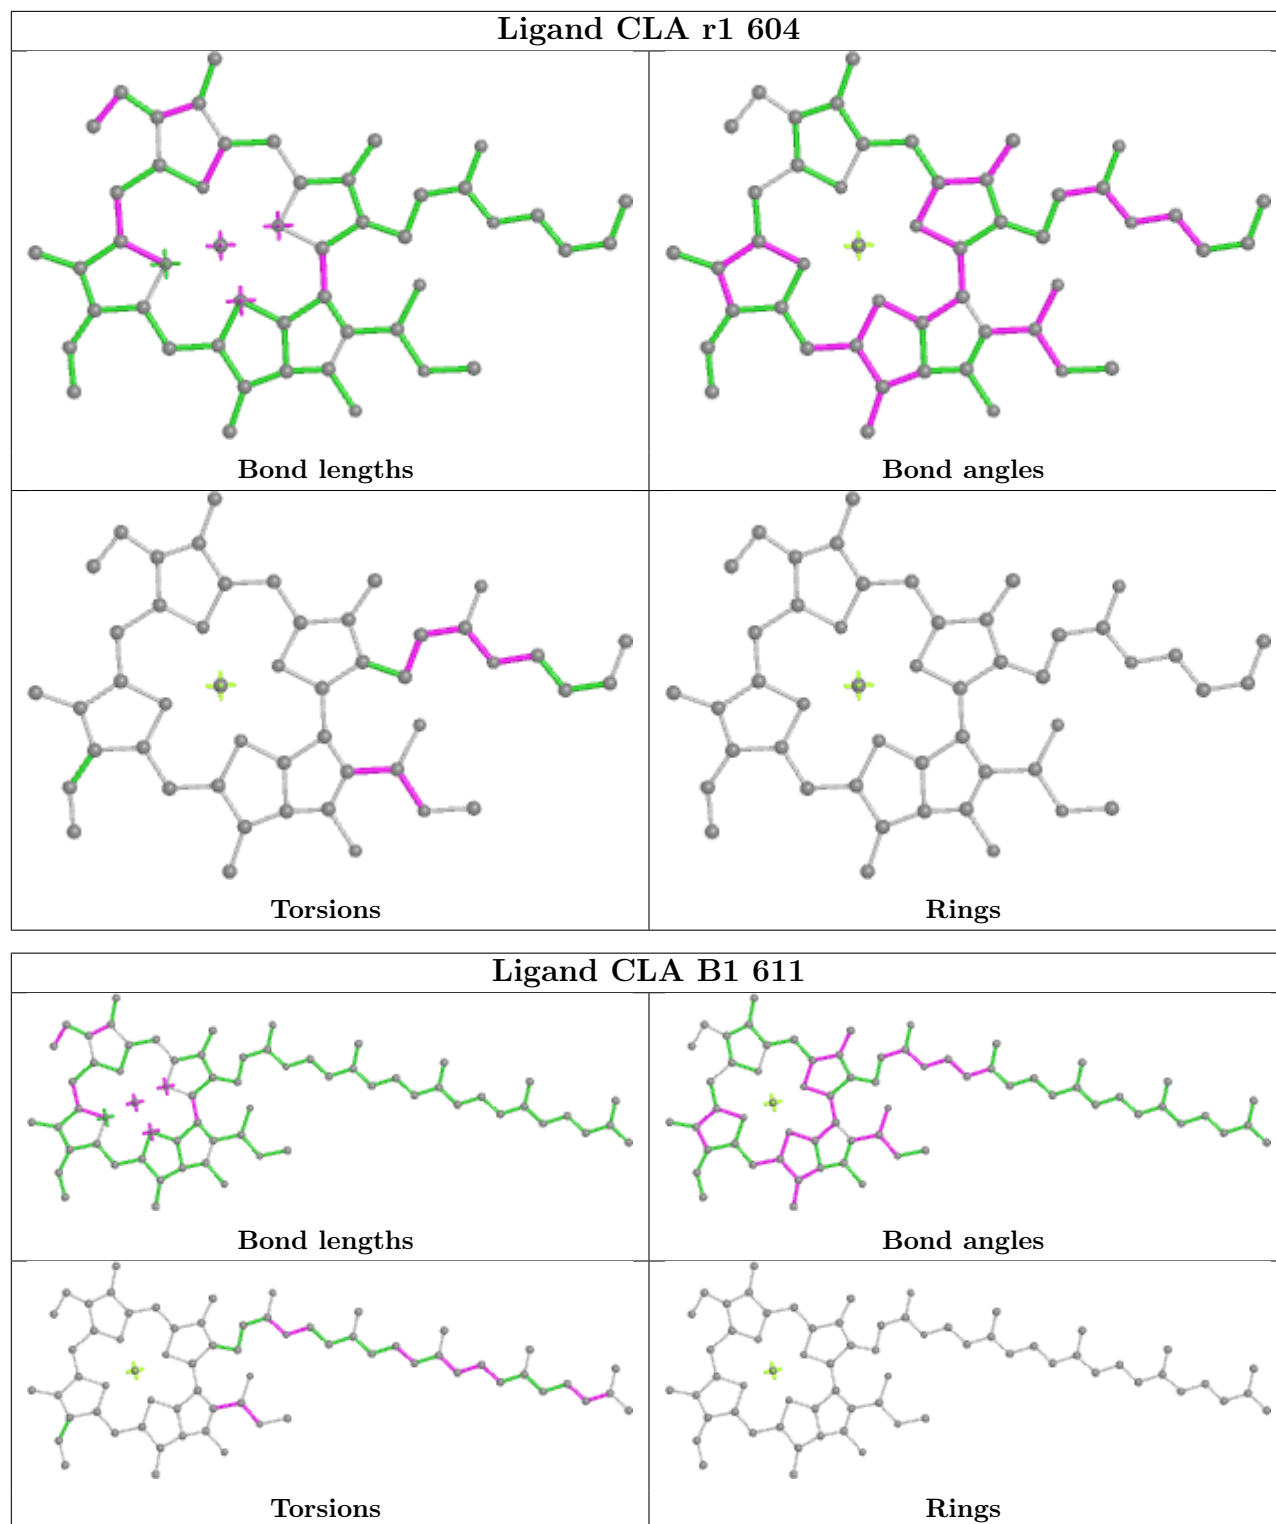 Ligand CLA r1 604
Bond lengths
Bond angles
Torsions
Rings
Ligand CLA B1 611
Bond lengths
Bond angles
Torsions
Rings